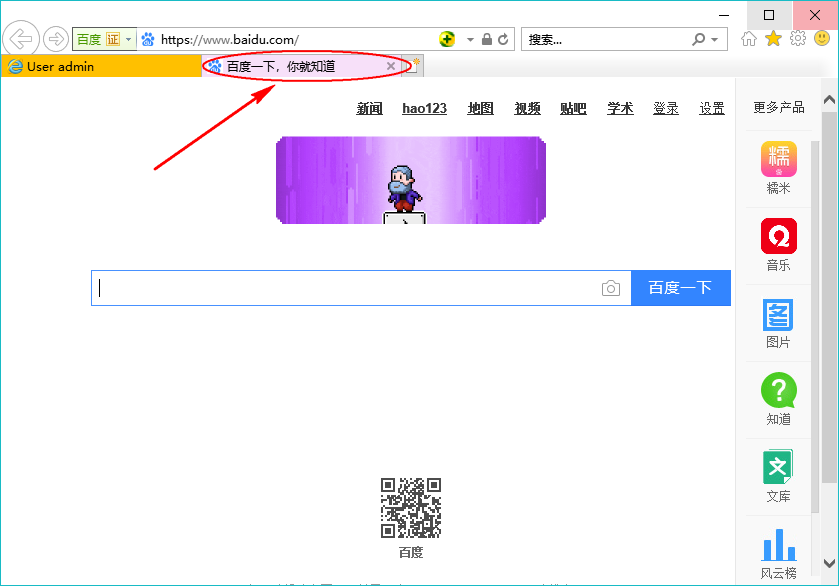 百度 证 https://www.baidu.com/ 搜索...
User admin 百度一下，你就知道
新闻 hao123 地图 视频 贴吧 学术 登录 设置 更多产品
糯
糯米
音乐
百度一下
图
图片
?
知道
文
文库
百度
风云榜